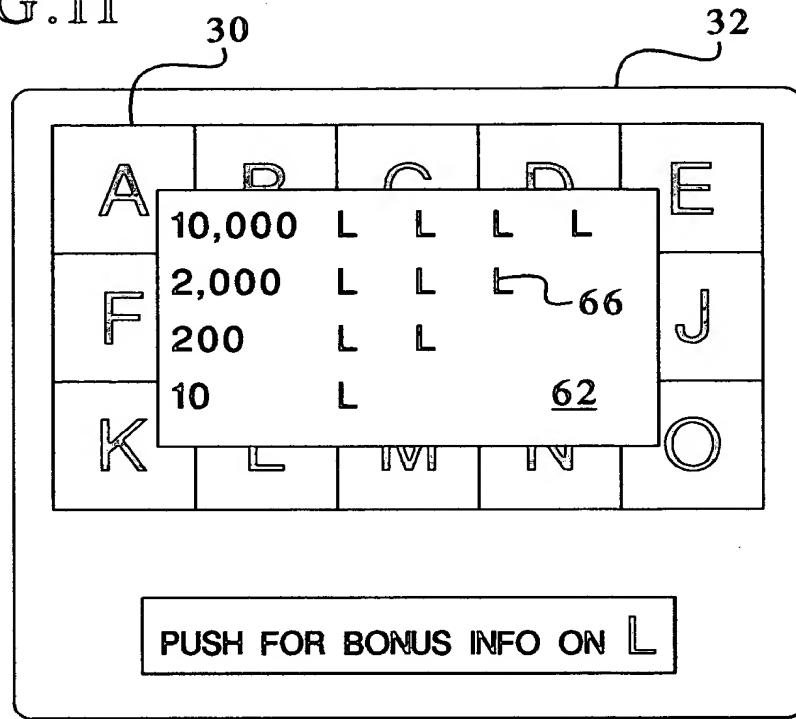 G.11
30
32
A B C D E
10,000 L L L L
2,000 L L L
66
F J
200 L L
10 L
62
K L M N O
PUSH FOR BONUS INFO ON L